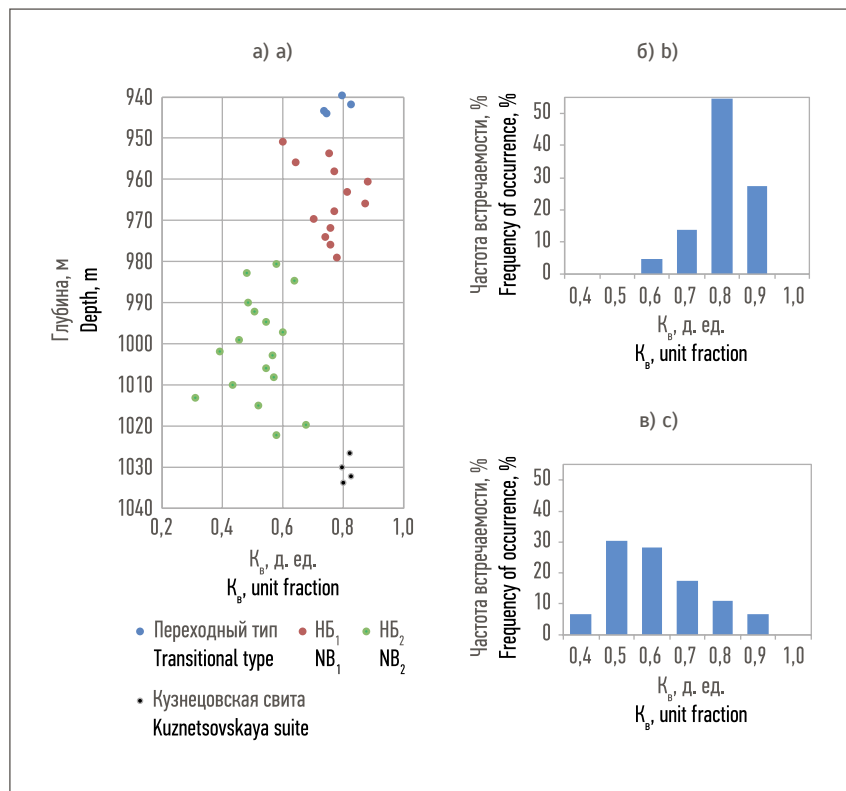 а) a)
940
950
960
970
980
990
1000
1010
1020
1030
1040
Глубина, м
Depth, m
0,2 0,4 0,6 0,8 1,0
Кв, д. ед.
Кв, unit fraction
Переходный тип НБ1 НБ2
Transitional type NB1 NB2
Кузнецовская свита
Kuznetsovskaya suite
б) b)
Частота встречаемости, %
Frequency of occurrence, %
50
40
30
20
10
0
0,4 0,5 0,6 0,7 0,8 0,9 1,0
Кв, д. ед.
Кв, unit fraction
в) c)
Частота встречаемости, %
Frequency of occurrence, %
50
40
30
20
10
0
0,4 0,5 0,6 0,7 0,8 0,9 1,0
Кв, д. ед.
Кв, unit fraction